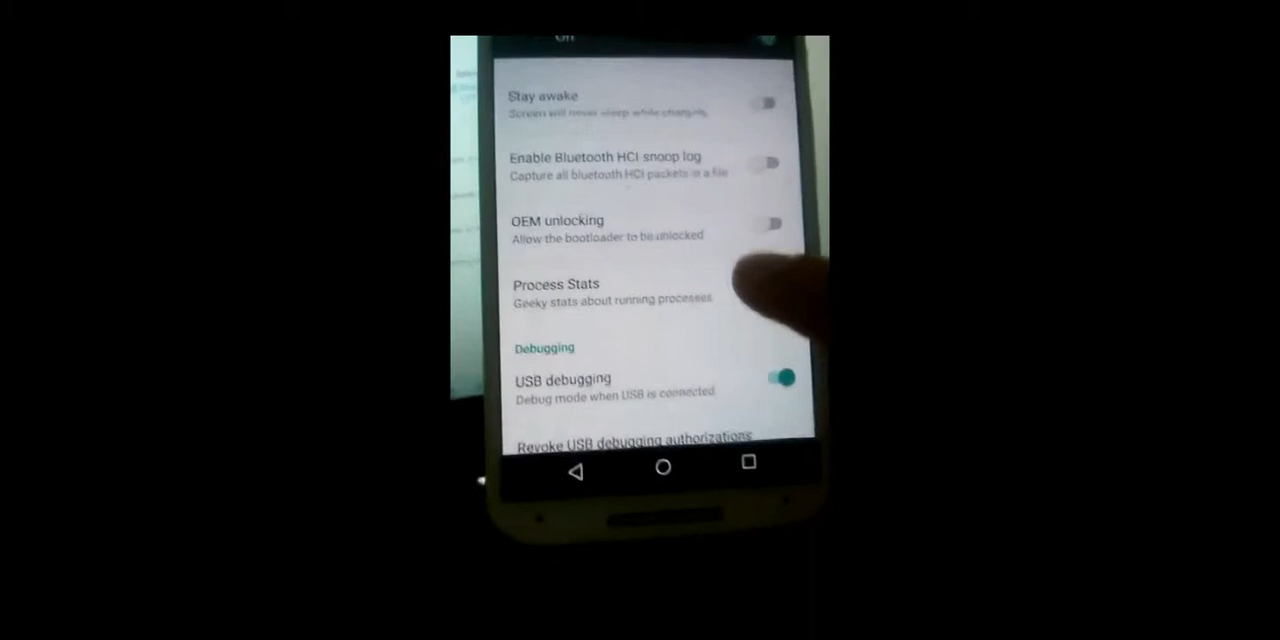 On
Stay awake
Screen will never sleep while charging.
Enable Bluetooth HCI snoop log
Capture all bluetooth HCI packets in a file
OEM unlocking
Allow the bootloader to be unlocked
Process Stats
Geeky stats about running processes
Debugging
USB debugging
Debug mode when USB is connected
Revoke USB debugging authorizations